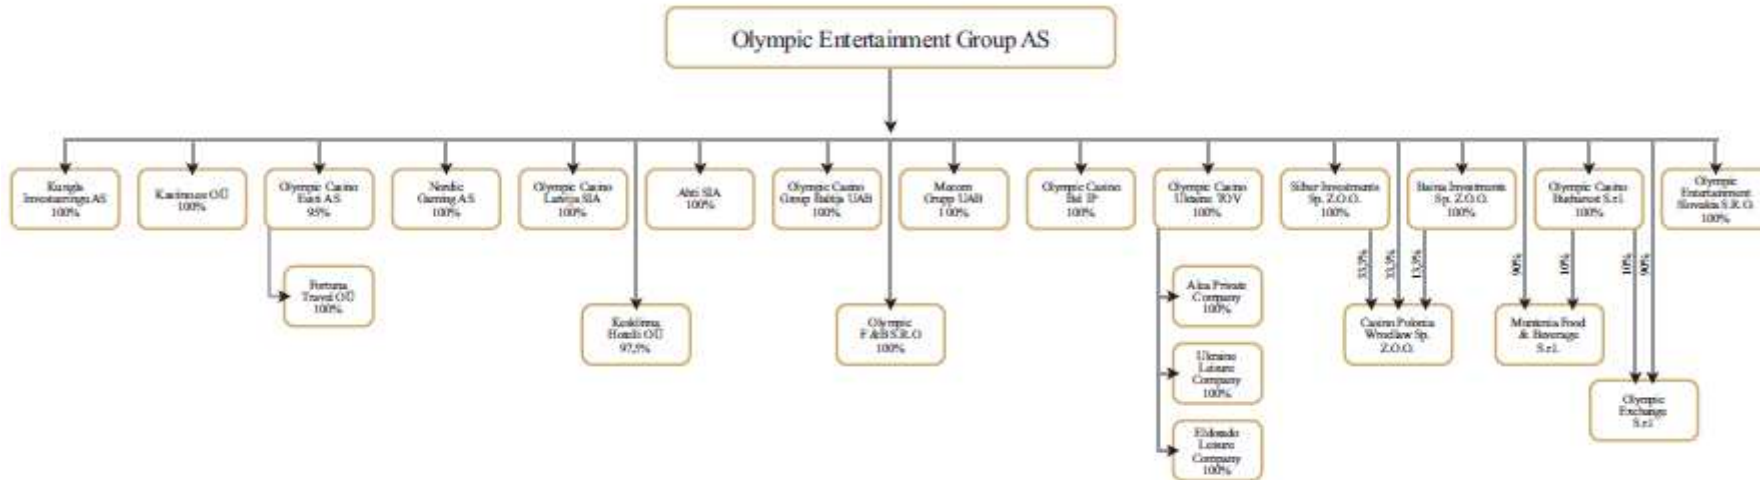 Olympic Entertainment Group AS
Kungla
Investeeringu AS
100%
Kasiino.ee OÜ
100%
Olympic Casino
Eesti AS
95%
Nordic
Gaming AS
100%
Olympic Casino
Latvija SIA
100%
Ahti SIA
100%
Olympic Casino
Group Baltija UAB
100%
Mecom
Grupp UAB
100%
Olympic Casino
Bel IP
100%
Olympic Casino
Ukraine TOV
100%
Silber Investments
Sp. Z.O.O.
100%
Baina Investments
Sp. Z.O.O.
100%
Olympic Casino
Bucharest S.r.l.
100%
Olympic
Entertainment
Slovakia S.R.O.
100%
33,3%
33,3%
13,3%
90%
10%
10%
90%
Fortuna
Travel OÜ
100%
Kesklinna
Hotelli OÜ
97,5%
Olympic
F&B S.R.O
100%
Alea Private
Company
100%
Ukraine
Leisure
Company
100%
Eldorado
Leisure
Company
100%
Casino Polonia
Wroclaw Sp.
Z.O.O.
Muntenia Food
& Beverage
S.r.l.
Olympic
Exchange
S.r.l